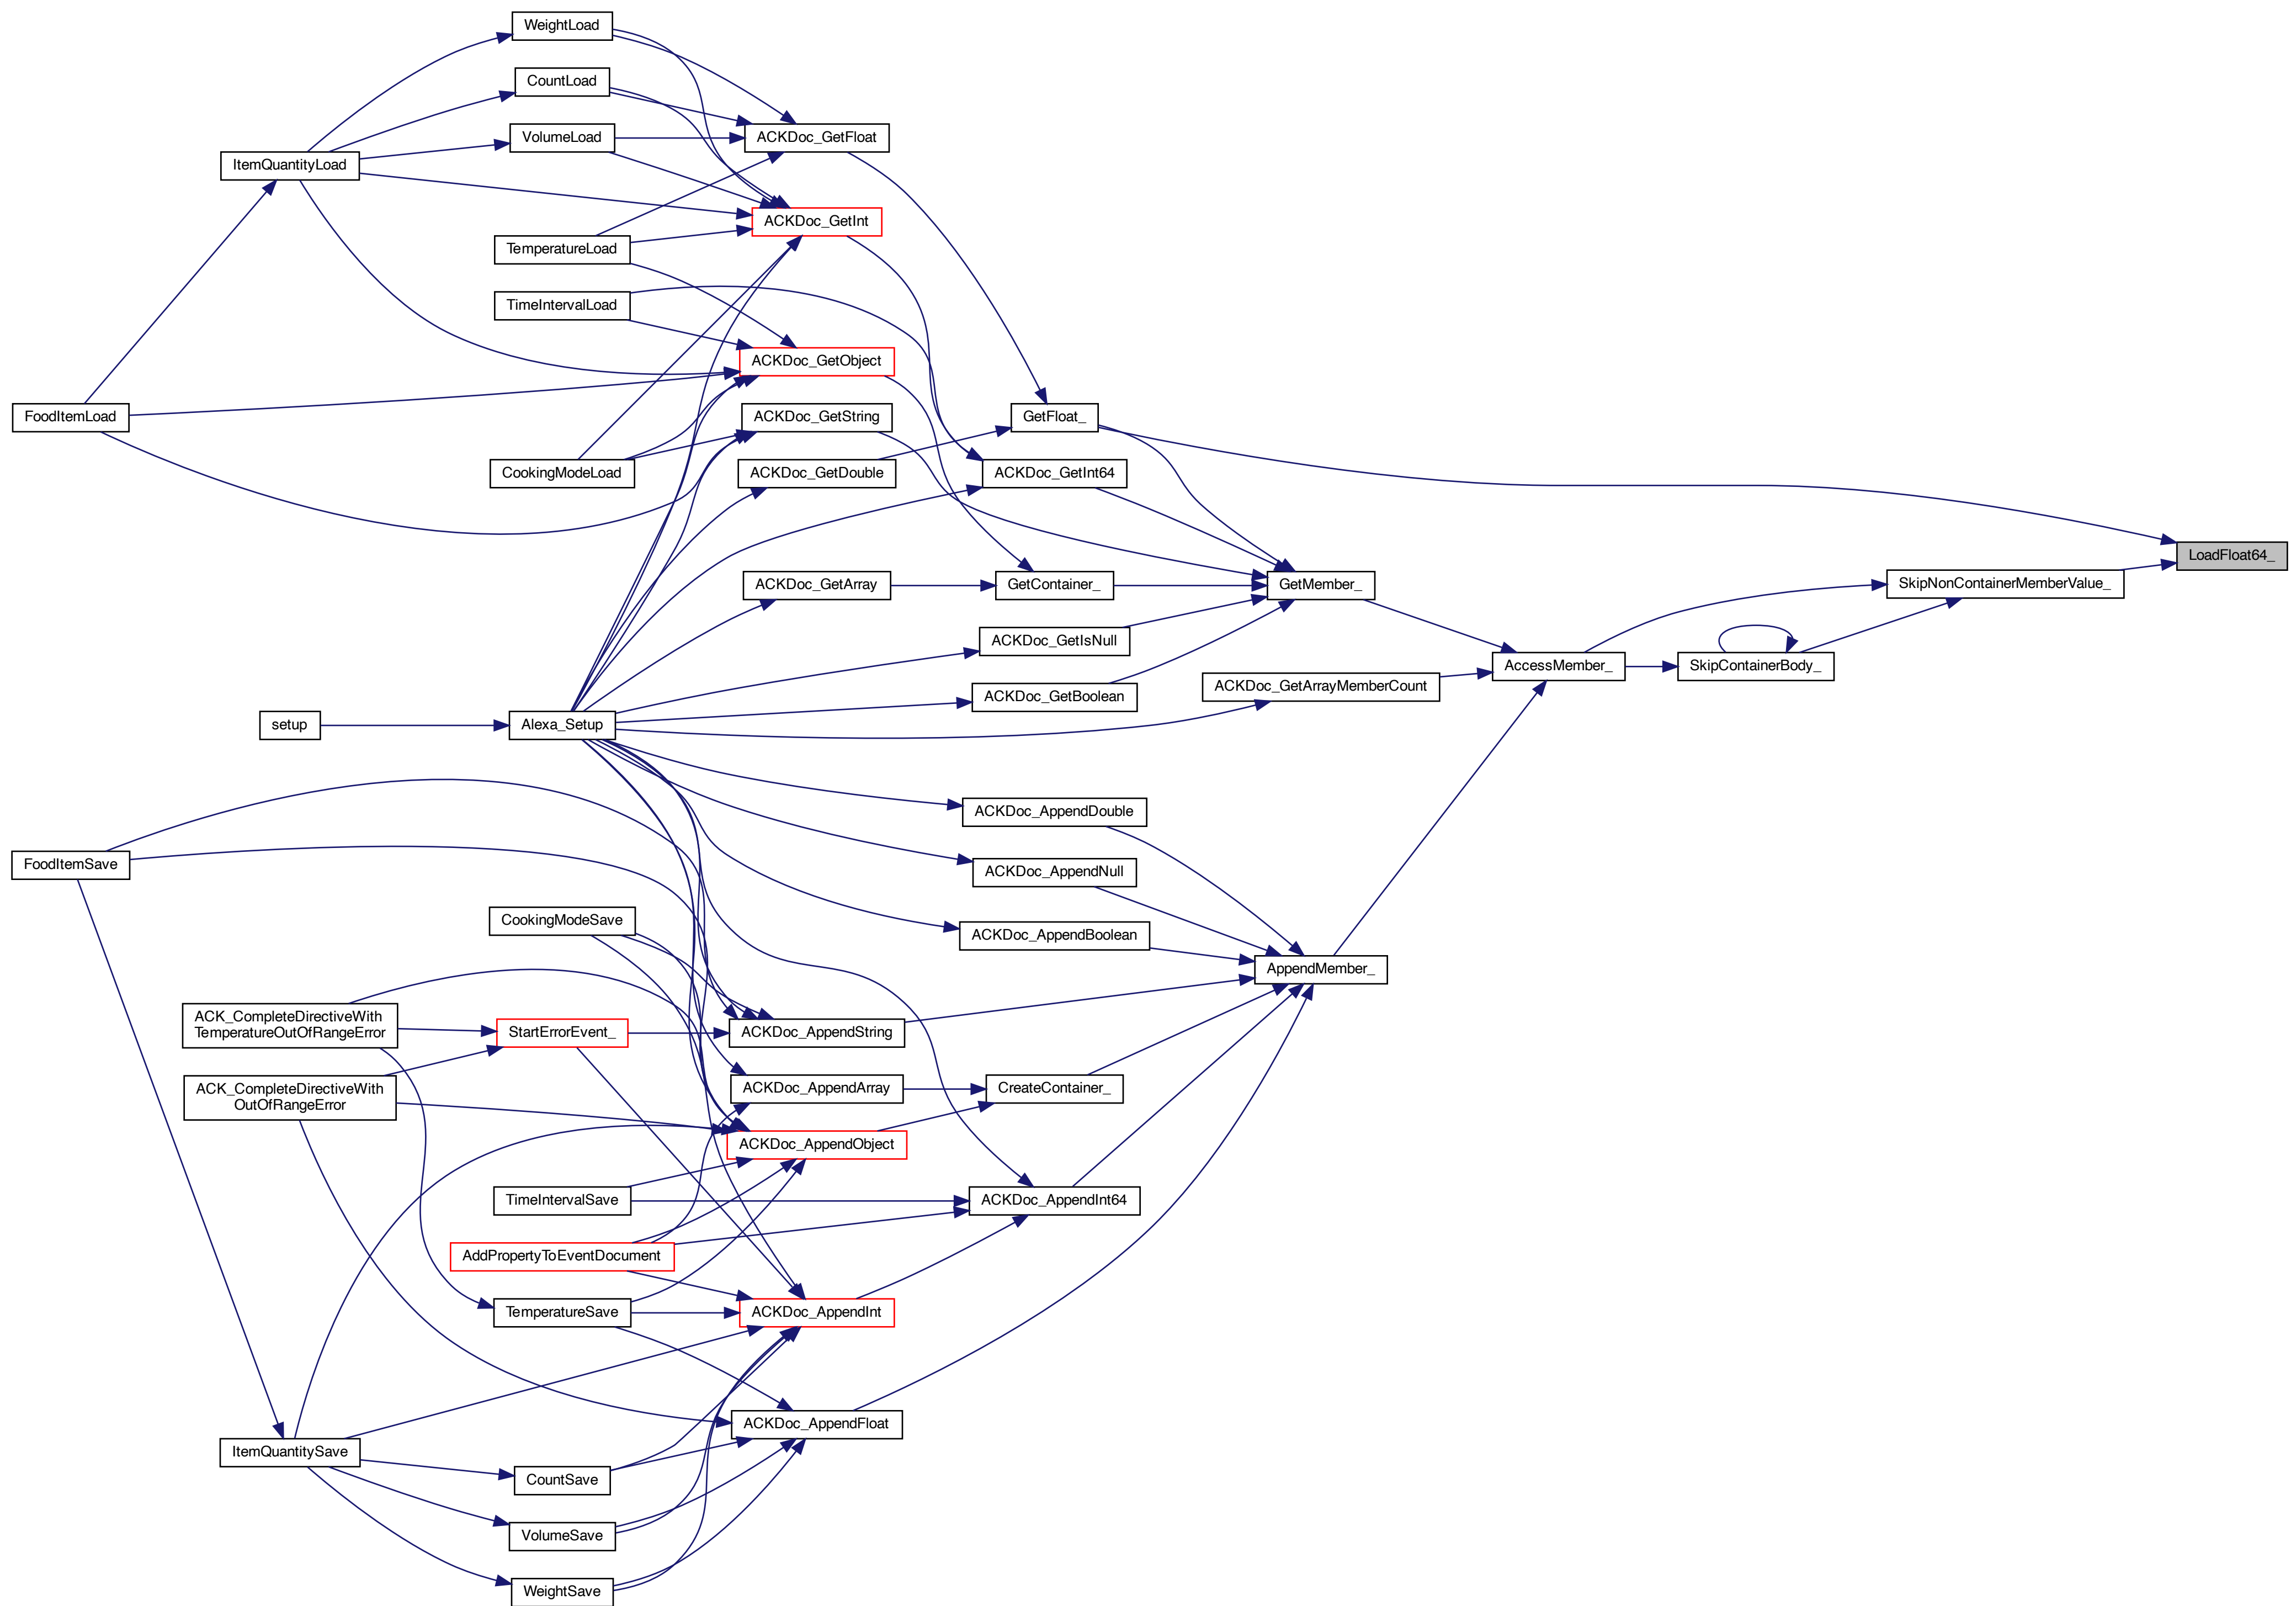 WeightLoad
CountLoad
ACKDoc_GetFloat
VolumeLoad
ItemQuantityLoad
ACKDoc_GetInt
TemperatureLoad
TimeIntervalLoad
ACKDoc_GetObject
FoodItemLoad
ACKDoc_GetString
GetFloat_
CookingModeLoad
ACKDoc_GetDouble
ACKDoc_GetInt64
LoadFloat64_
ACKDoc_GetArray
GetContainer_
GetMember_
SkipNonContainerMemberValue_
ACKDoc_GetIsNull
AccessMember_
SkipContainerBody_
ACKDoc_GetArrayMemberCount
ACKDoc_GetBoolean
setup
Alexa_Setup
ACKDoc_AppendDouble
FoodItemSave
ACKDoc_AppendNull
CookingModeSave
ACKDoc_AppendBoolean
AppendMember_
ACK_CompleteDirectiveWith
TemperatureOutOfRangeError
StartErrorEvent_
ACKDoc_AppendString
ACK_CompleteDirectiveWith
OutOfRangeError
ACKDoc_AppendArray
CreateContainer_
ACKDoc_AppendObject
TimeIntervalSave
ACKDoc_AppendInt64
AddPropertyToEventDocument
TemperatureSave
ACKDoc_AppendInt
ACKDoc_AppendFloat
ItemQuantitySave
CountSave
VolumeSave
WeightSave